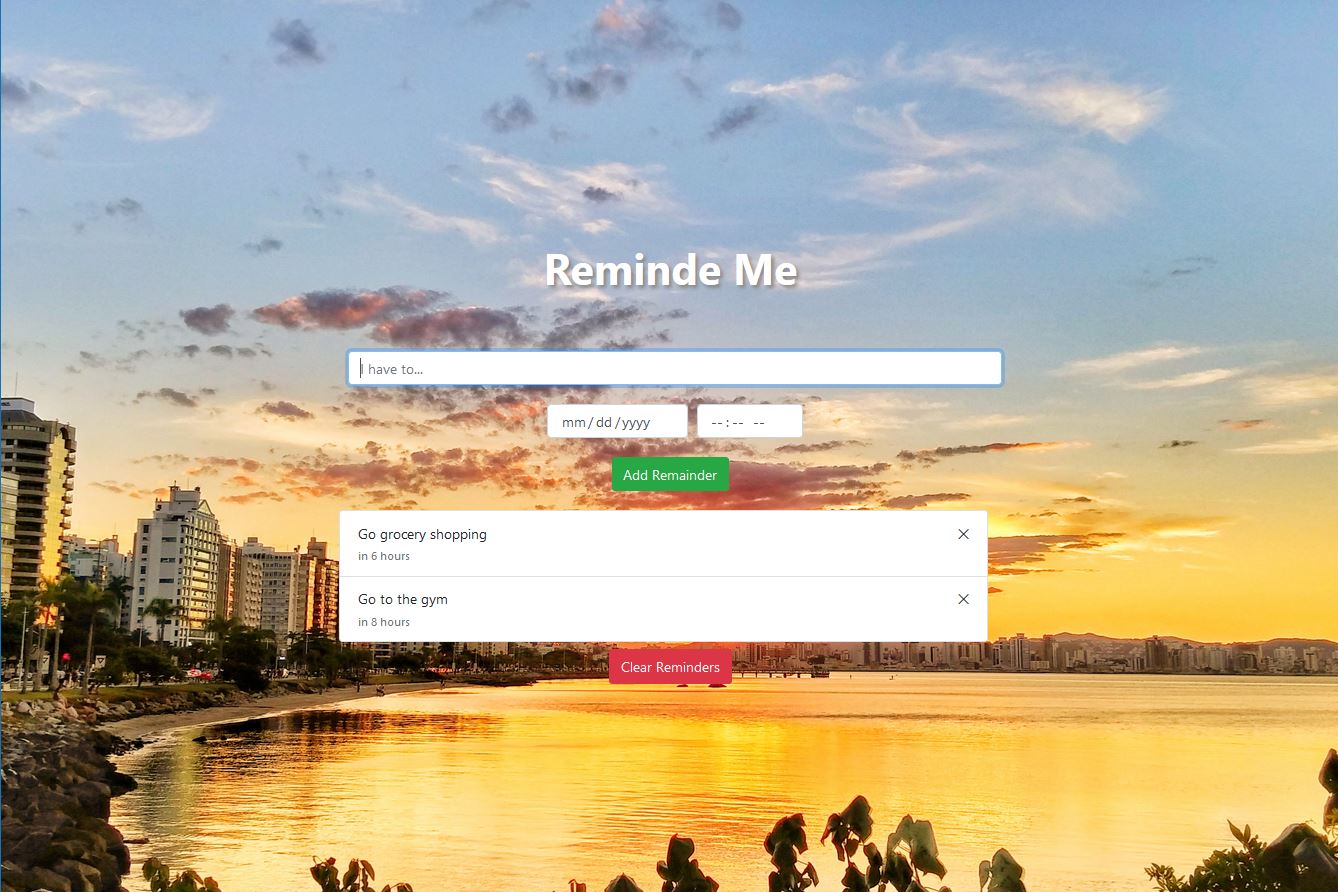 Reminde Me
I have to...
mm/dd/yyyy --:-- --
Add Remainder
Go grocery shopping
in 6 hours
Go to the gym
in 8 hours
Clear Reminders